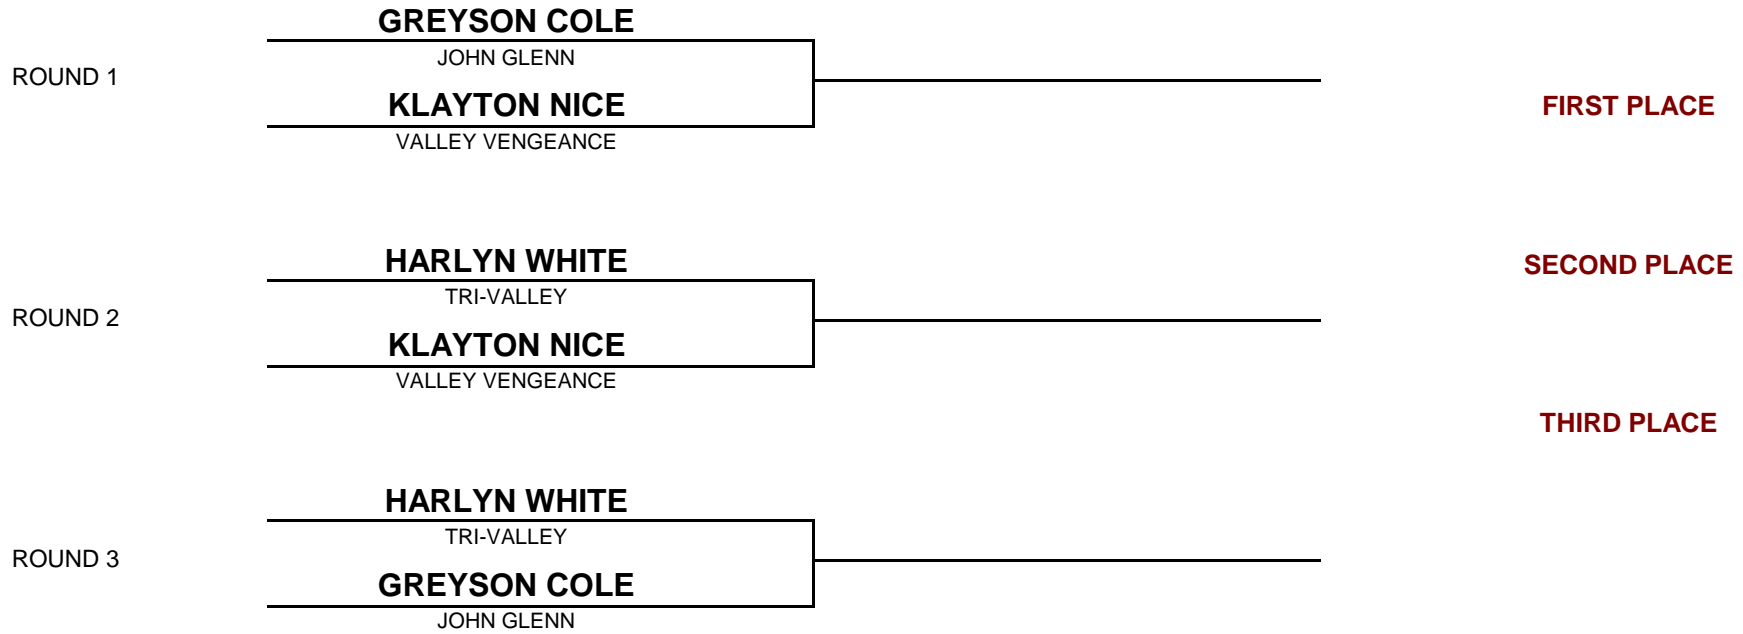 GREYSON COLE
JOHN GLENN
ROUND 1
KLAYTON NICE
FIRST PLACE
VALLEY VENGEANCE
HARLYN WHITE
SECOND PLACE
TRI-VALLEY
ROUND 2
KLAYTON NICE
VALLEY VENGEANCE
THIRD PLACE
HARLYN WHITE
TRI-VALLEY
ROUND 3
GREYSON COLE
JOHN GLENN